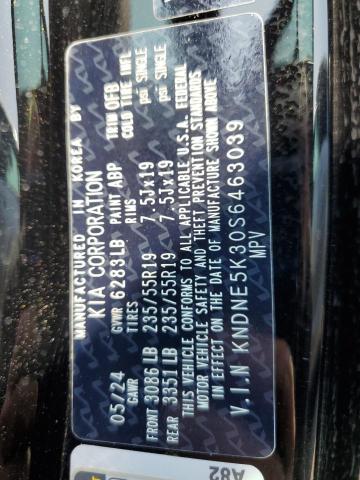 MANUFACTURED IN KOREA BY
KIA CORPORATION
05/24 GVWR 6283LB PAINT ABP TRIM OFB
GAWR TIRES RIMS COLD TIRE INFL
FRONT 3086 LB 235/55R19 7.5Jx19 psi SINGLE
REAR 3351 LB 235/55R19 7.5Jx19 psi SINGLE
THIS VEHICLE CONFORMS TO ALL APPLICABLE U.S.A. FEDERAL
MOTOR VEHICLE SAFETY AND THEFT PREVENTION STANDARDS
IN EFFECT ON THE DATE OF MANUFACTURE SHOWN ABOVE
V.I.N KNDNE5K30S6463039
MPV
A82